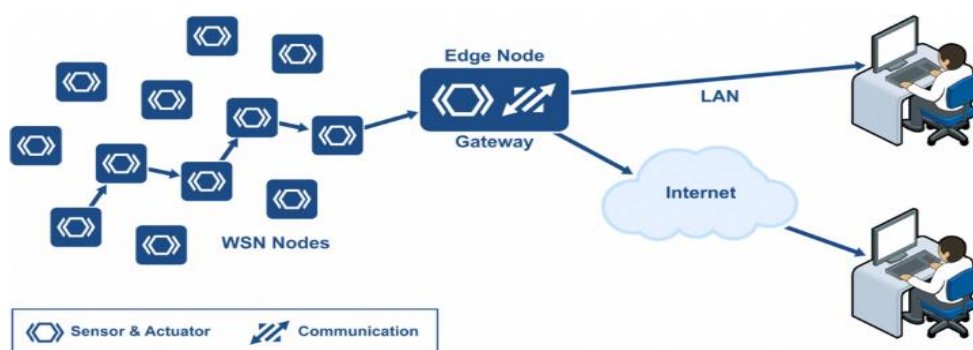 Edge Node
Gateway
LAN
Internet
WSN Nodes
Sensor & Actuator
Communication